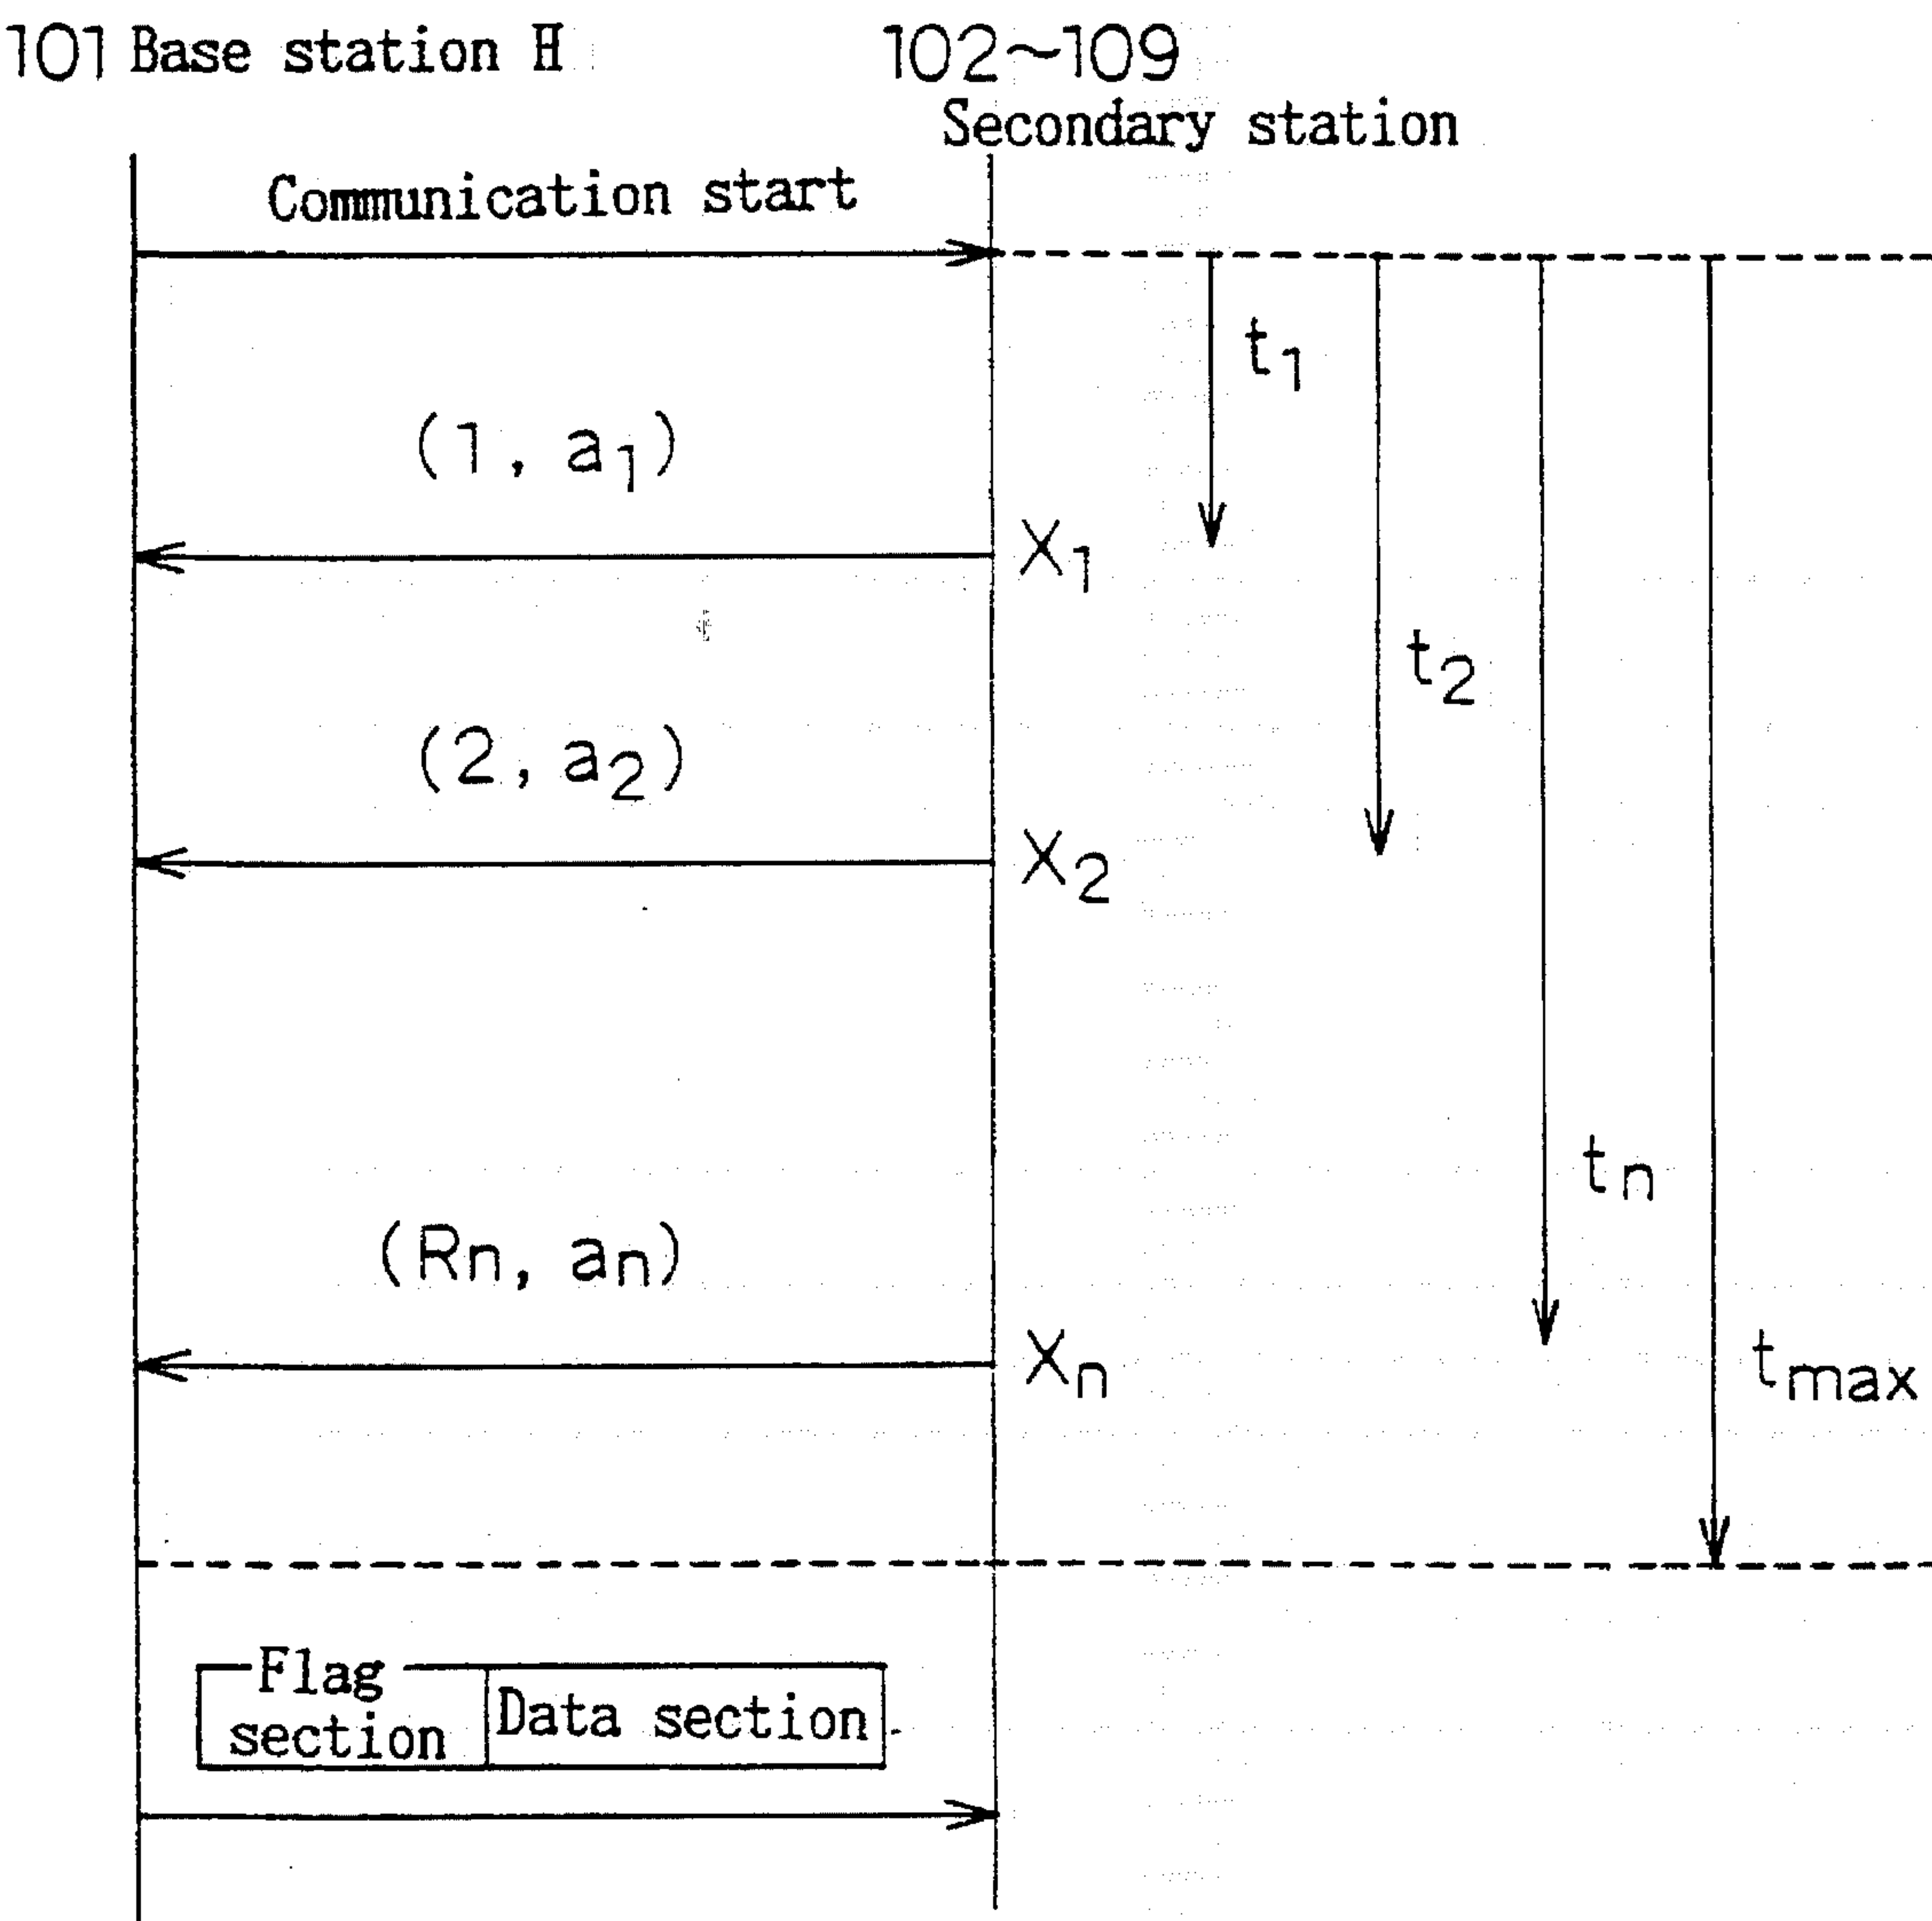 101 Base station H
102~109
Secondary station
Communication start
t1
(1, a1)
X1
t2
(2, a2)
X2
tn
(Rn, an)
Xn
tmax
Flag
section
Data section